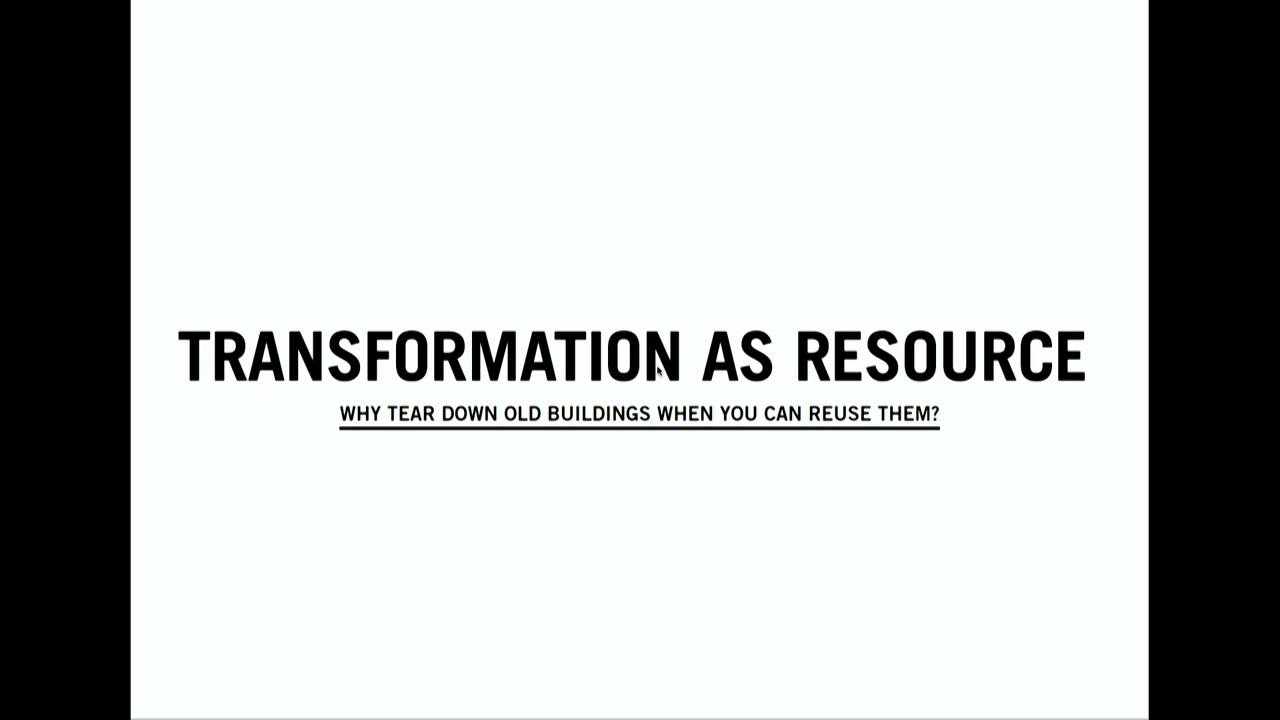 TRANSFORMATION AS RESOURCE
WHY TEAR DOWN OLD BUILDINGS WHEN YOU CAN REUSE THEM?